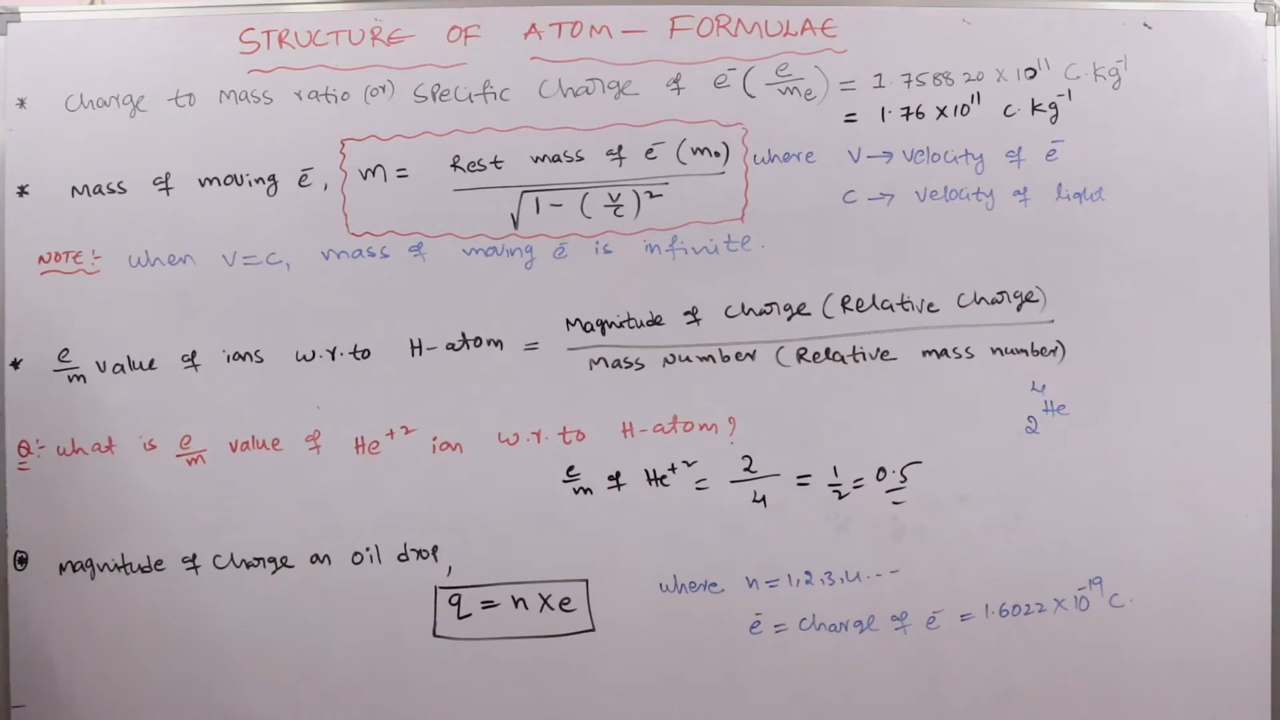 STRUCTURE OF ATOM - FORMULAE
* Charge to mass ratio (or) Specific Charge of e⁻ (e/mₑ) = 1.758820 × 10¹¹ C.kg⁻¹
= 1.76 × 10¹¹ c.kg⁻¹
* Mass of moving e⁻, m = Rest mass of e⁻ (m₀) / √(1 - (v/c)²) where v → velocity of e⁻
c → velocity of light
NOTE:- when v=c, mass of moving e⁻ is infinite.
* e/m value of ions w.r.to H-atom = Magnitude of charge (Relative charge) / Mass Number (Relative mass number)
⁴₂He
Q:- what is e/m value of He⁺² ion w.r.to H-atom?
e/m of He⁺² = 2/4 = 1/2 = 0.5
* Magnitude of Charge on oil drop,
q = n × e where n = 1,2,3,4...
e⁻ = charge of e⁻ = 1.6022 × 10⁻¹⁹ C.